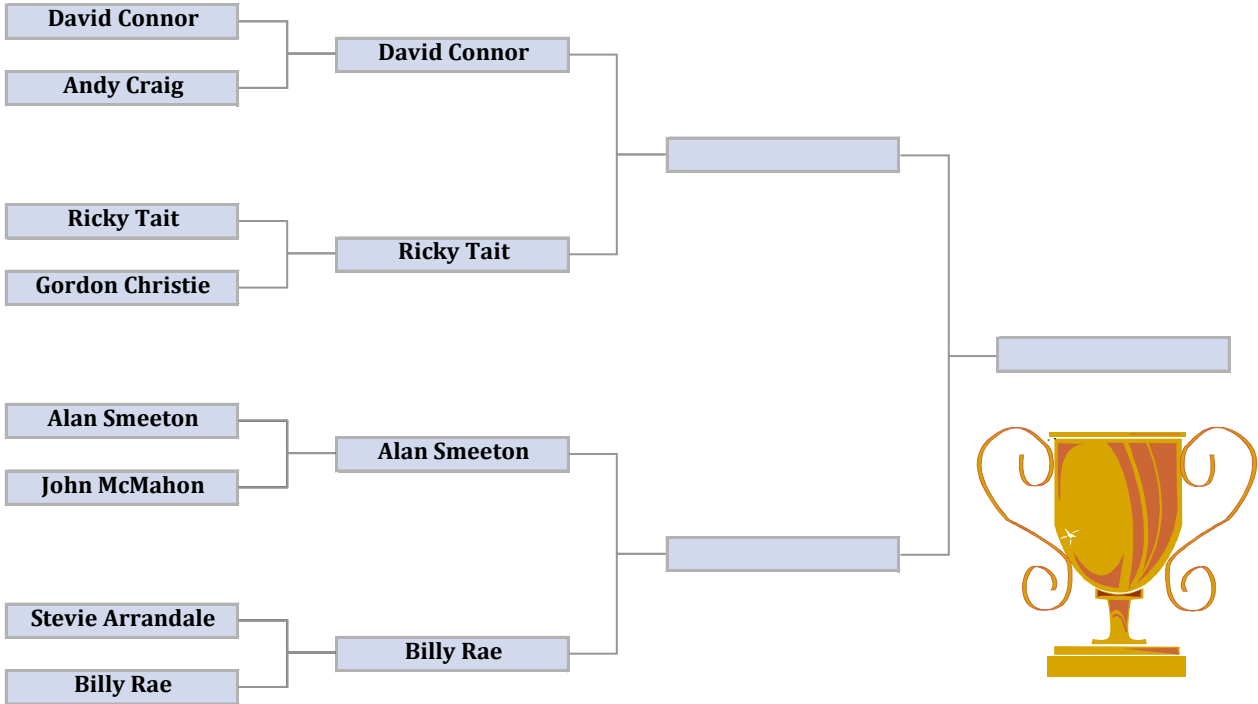 David Connor
Andy Craig
Ricky Tait
Gordon Christie
Alan Smeeton
John McMahon
Stevie Arrandale
Billy Rae
David Connor
Ricky Tait
Alan Smeeton
Billy Rae